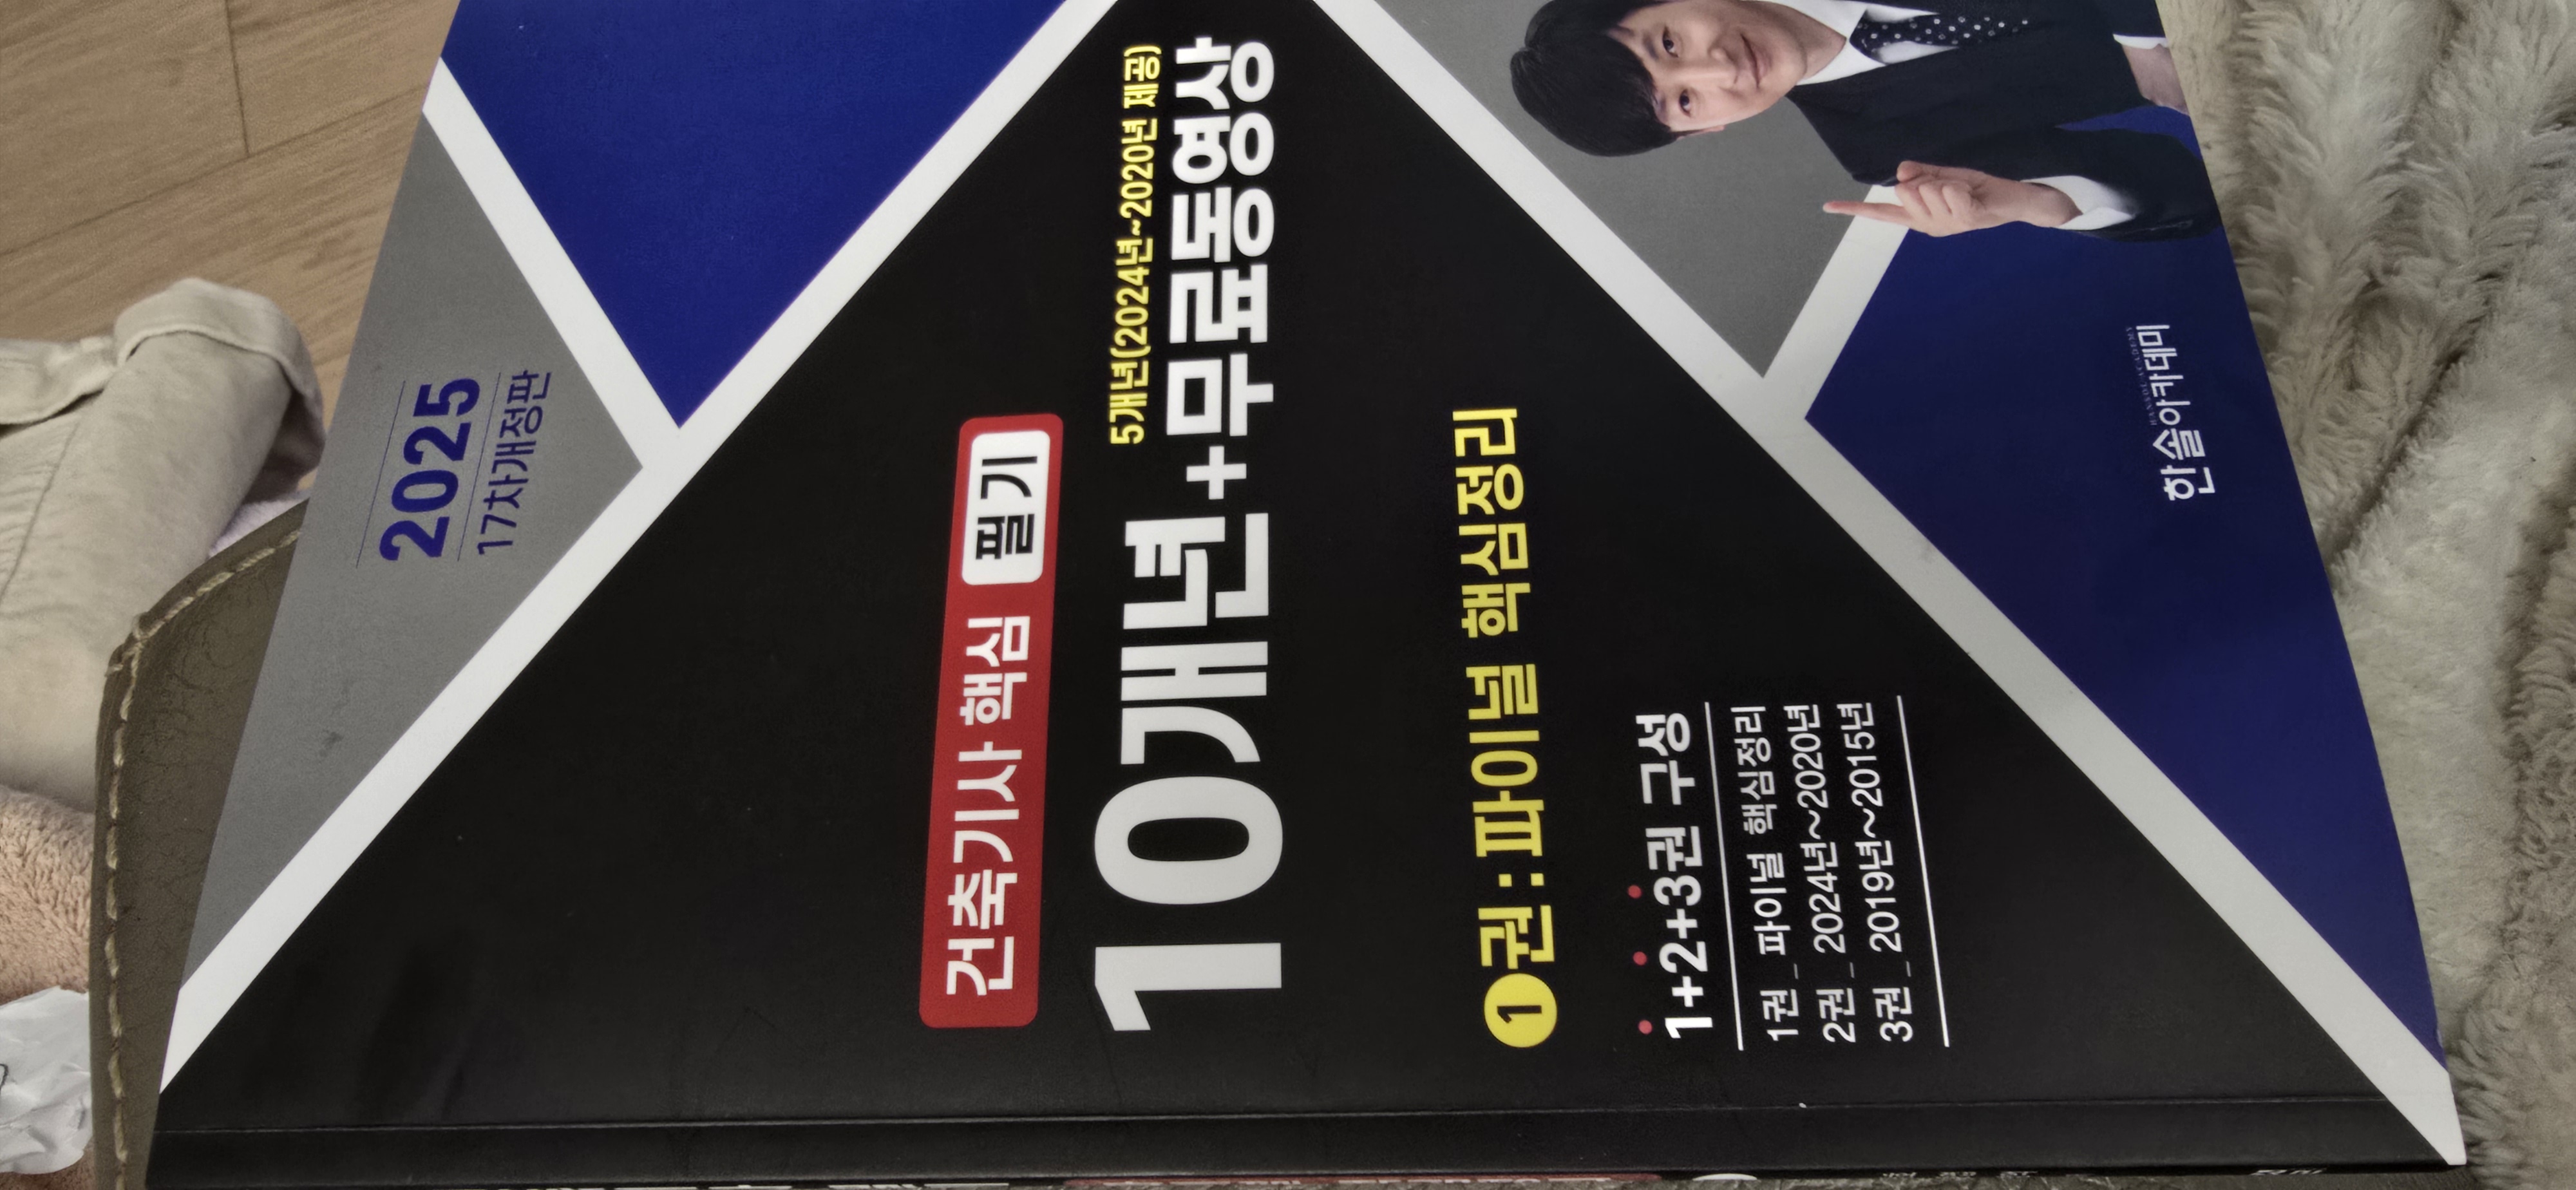 2025
17차개정판
건축기사 핵심 필기
5개년(2024년~2020년 제공)
10개년+무료동영상
1권 : 파이널 핵심정리
1+2+3권 구성
1권_ 파이널 핵심정리
2권_ 2024년~2020년
3권_ 2019년~2015년
HANSOL ACADEMY
한솔아카데미